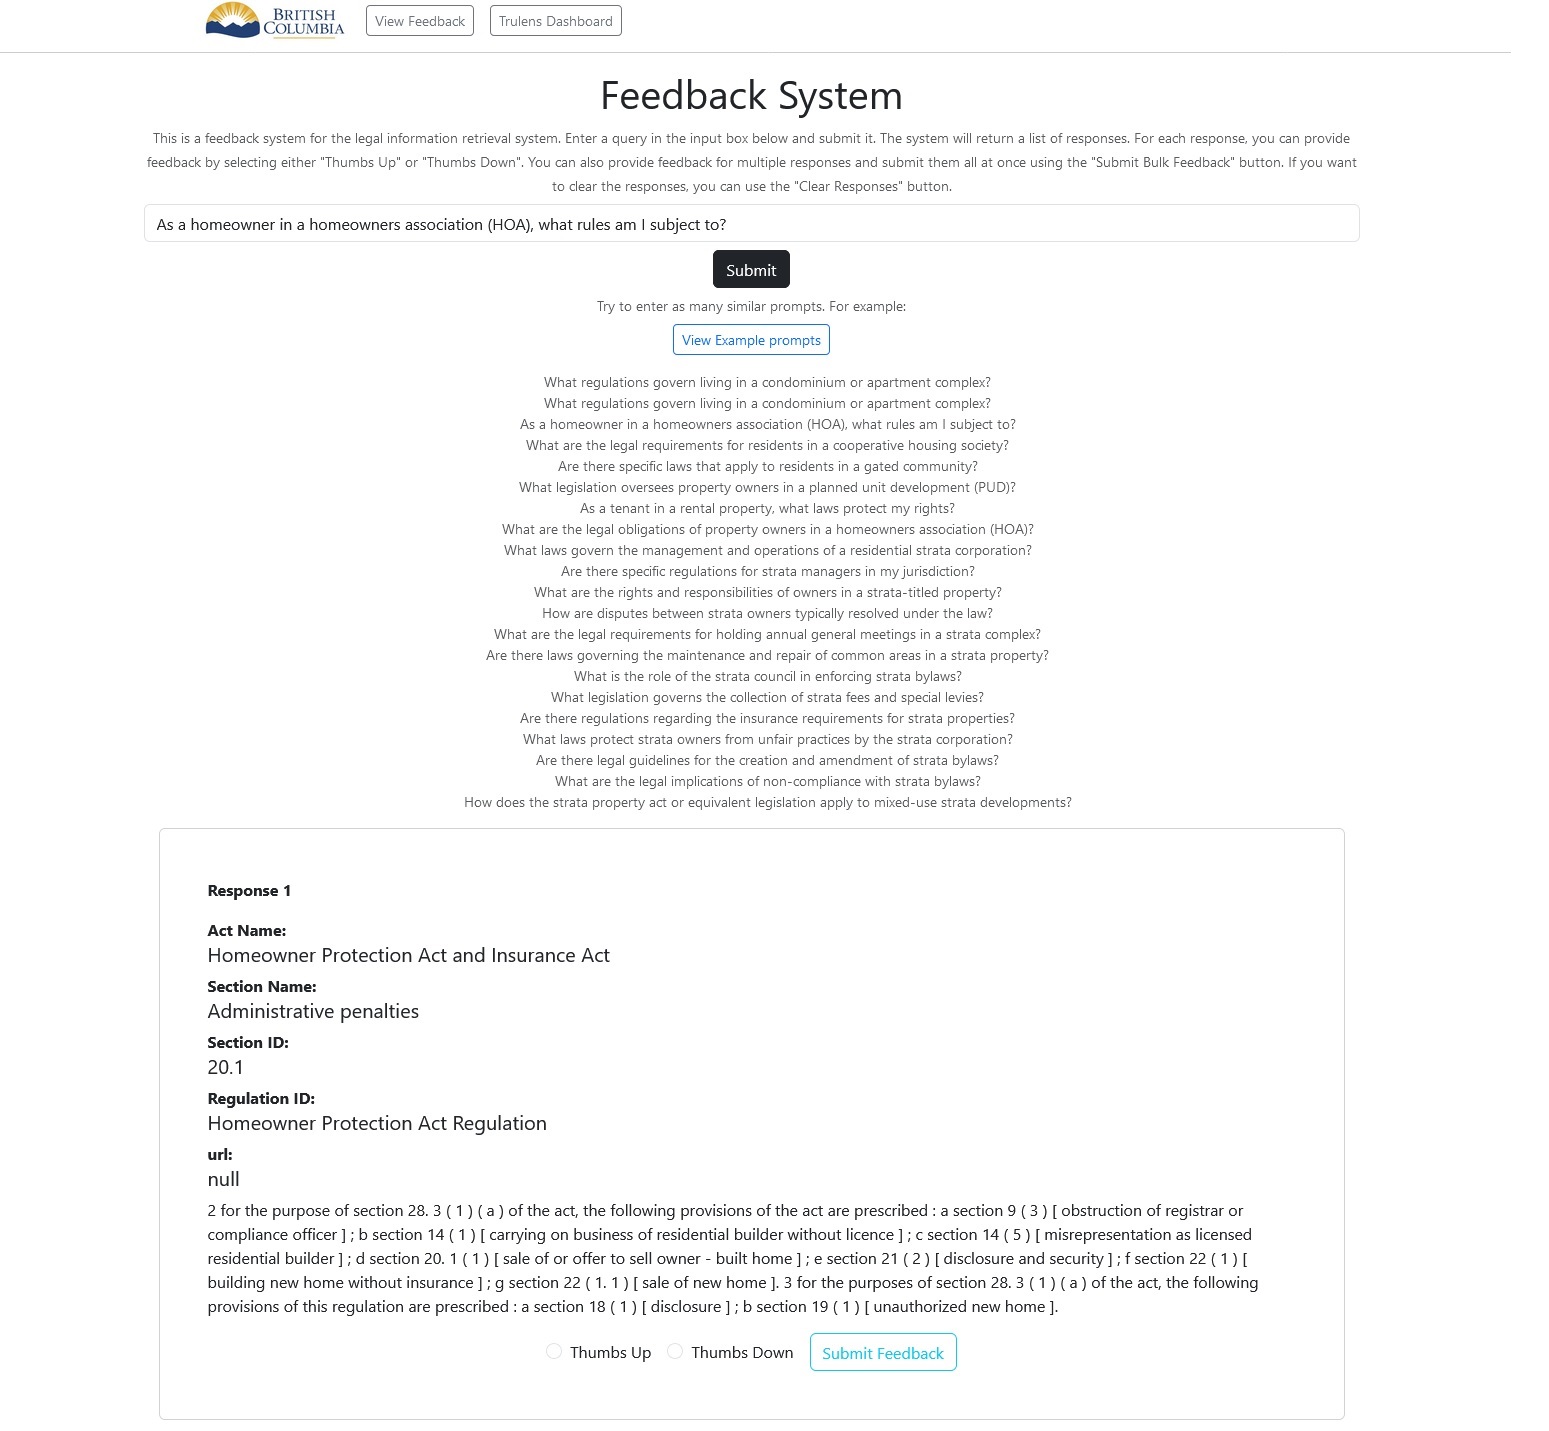 BRITISH
COLUMBIA
View Feedback
Trulens Dashboard
Feedback System
This is a feedback system for the legal information retrieval system. Enter a query in the input box below and submit it. The system will return a list of responses. For each response, you can provide
feedback by selecting either "Thumbs Up" or "Thumbs Down". You can also provide feedback for multiple responses and submit them all at once using the "Submit Bulk Feedback" button. If you want
to clear the responses, you can use the "Clear Responses" button.
As a homeowner in a homeowners association (HOA), what rules am I subject to?
Submit
Try to enter as many similar prompts. For example:
View Example prompts
What regulations govern living in a condominium or apartment complex?
What regulations govern living in a condominium or apartment complex?
As a homeowner in a homeowners association (HOA), what rules am I subject to?
What are the legal requirements for residents in a cooperative housing society?
Are there specific laws that apply to residents in a gated community?
What legislation oversees property owners in a planned unit development (PUD)?
As a tenant in a rental property, what laws protect my rights?
What are the legal obligations of property owners in a homeowners association (HOA)?
What laws govern the management and operations of a residential strata corporation?
Are there specific regulations for strata managers in my jurisdiction?
What are the rights and responsibilities of owners in a strata-titled property?
How are disputes between strata owners typically resolved under the law?
What are the legal requirements for holding annual general meetings in a strata complex?
Are there laws governing the maintenance and repair of common areas in a strata property?
What is the role of the strata council in enforcing strata bylaws?
What legislation governs the collection of strata fees and special levies?
Are there regulations regarding the insurance requirements for strata properties?
What laws protect strata owners from unfair practices by the strata corporation?
Are there legal guidelines for the creation and amendment of strata bylaws?
What are the legal implications of non-compliance with strata bylaws?
How does the strata property act or equivalent legislation apply to mixed-use strata developments?
Response 1
Act Name:
Homeowner Protection Act and Insurance Act
Section Name:
Administrative penalties
Section ID:
20.1
Regulation ID:
Homeowner Protection Act Regulation
url:
null
2 for the purpose of section 28. 3 ( 1 ) ( a ) of the act, the following provisions of the act are prescribed : a section 9 ( 3 ) [ obstruction of registrar or
compliance officer ] ; b section 14 ( 1 ) [ carrying on business of residential builder without licence ] ; c section 14 ( 5 ) [ misrepresentation as licensed
residential builder ] ; d section 20. 1 ( 1 ) [ sale of or offer to sell owner - built home ] ; e section 21 ( 2 ) [ disclosure and security ] ; f section 22 ( 1 ) [
building new home without insurance ] ; g section 22 ( 1. 1 ) [ sale of new home ]. 3 for the purposes of section 28. 3 ( 1 ) ( a ) of the act, the following
provisions of this regulation are prescribed : a section 18 ( 1 ) [ disclosure ] ; b section 19 ( 1 ) [ unauthorized new home ].
Thumbs Up
Thumbs Down
Submit Feedback